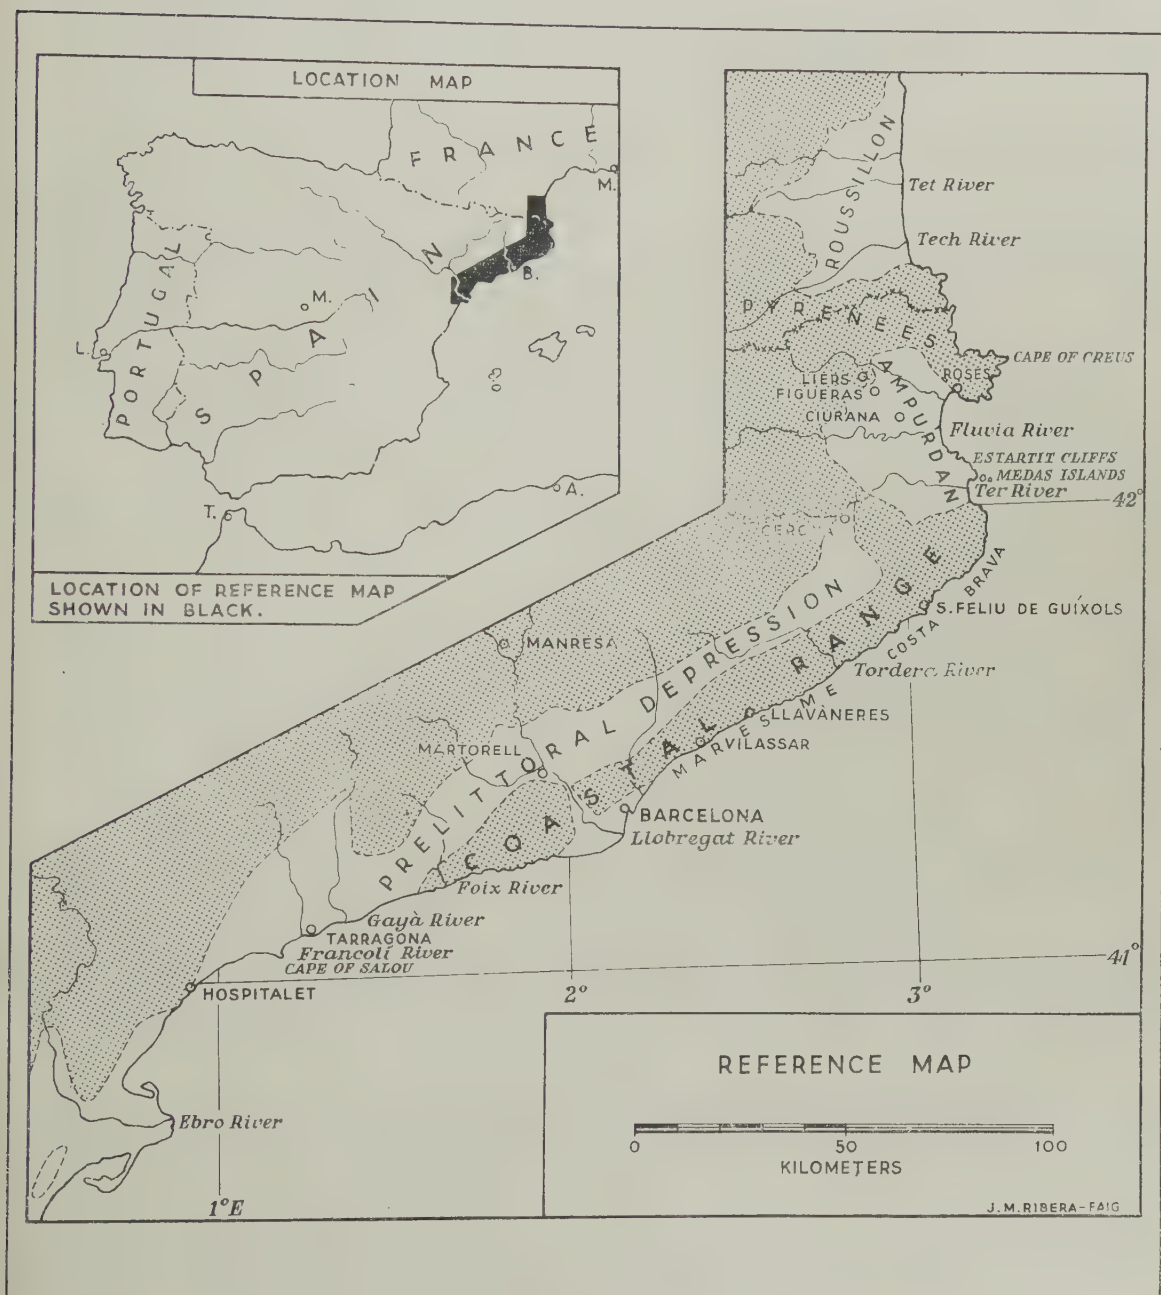 LOCATION MAP
FRANCE
M.
PORTUGAL
SPAIN
M.
B.
L.
T.
A.
LOCATION OF REFERENCE MAP
SHOWN IN BLACK.
ROUSSILLON
Tet River
Tech River
PYRENEES
CAPE OF CREUS
ROSES
LIERS
FIGUERAS
CIURANA
AMPURDAN
Fluvia River
ESTARTIT CLIFFS
MEDAS ISLANDS
Ter River
42°
COSTA BRAVA
S. FELIU DE GUÍXOLS
MANRESA
PRELITTORAL DEPRESSION
COASTAL RANGE
Tordera River
LLAVÀNERES
MARESME
VILASSAR
MARTORELL
BARCELONA
Llobregat River
Foix River
Gayà River
TARRAGONA
Francolí River
CAPE OF SALOU
41°
HOSPITALET
2°
3°
Ebro River
1°E
REFERENCE MAP
0 50 100
KILOMETERS
J.M.RIBERA-FAIG